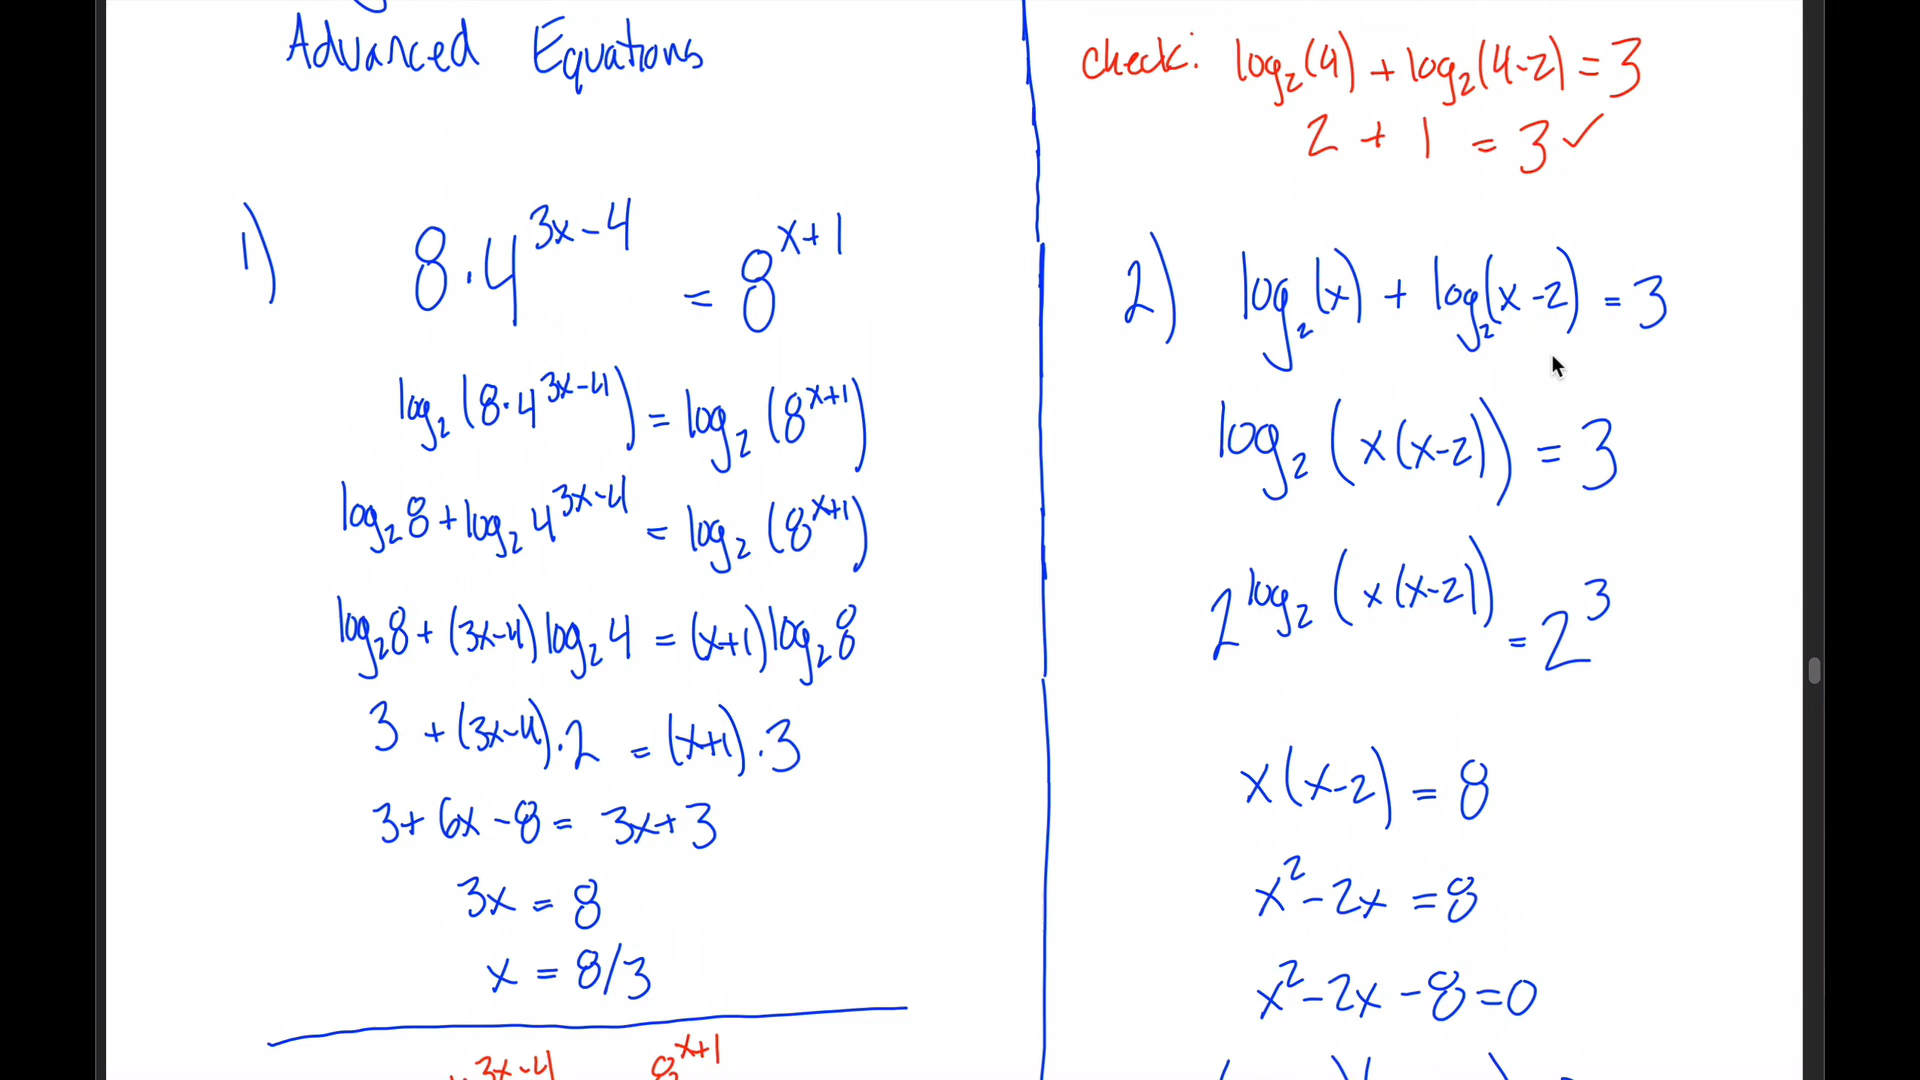 Advanced Equations
1) 8·4^{3x-4} = 8^{x+1}
log₂(8·4^{3x-4}) = log₂(8^{x+1})
log₂8 + log₂4^{3x-4} = log₂(8^{x+1})
log₂8 + (3x-4)log₂4 = (x+1)log₂8
3 + (3x-4)·2 = (x+1)·3
3 + 6x - 8 = 3x + 3
3x = 8
x = 8/3
3x-4 8^{x+1}
check: log₂(4) + log₂(4-2) = 3
2 + 1 = 3 ✓
2) log₂(x) + log₂(x-2) = 3
log₂(x(x-2)) = 3
2^{log₂(x(x-2))} = 2³
x(x-2) = 8
x² - 2x = 8
x² - 2x - 8 = 0